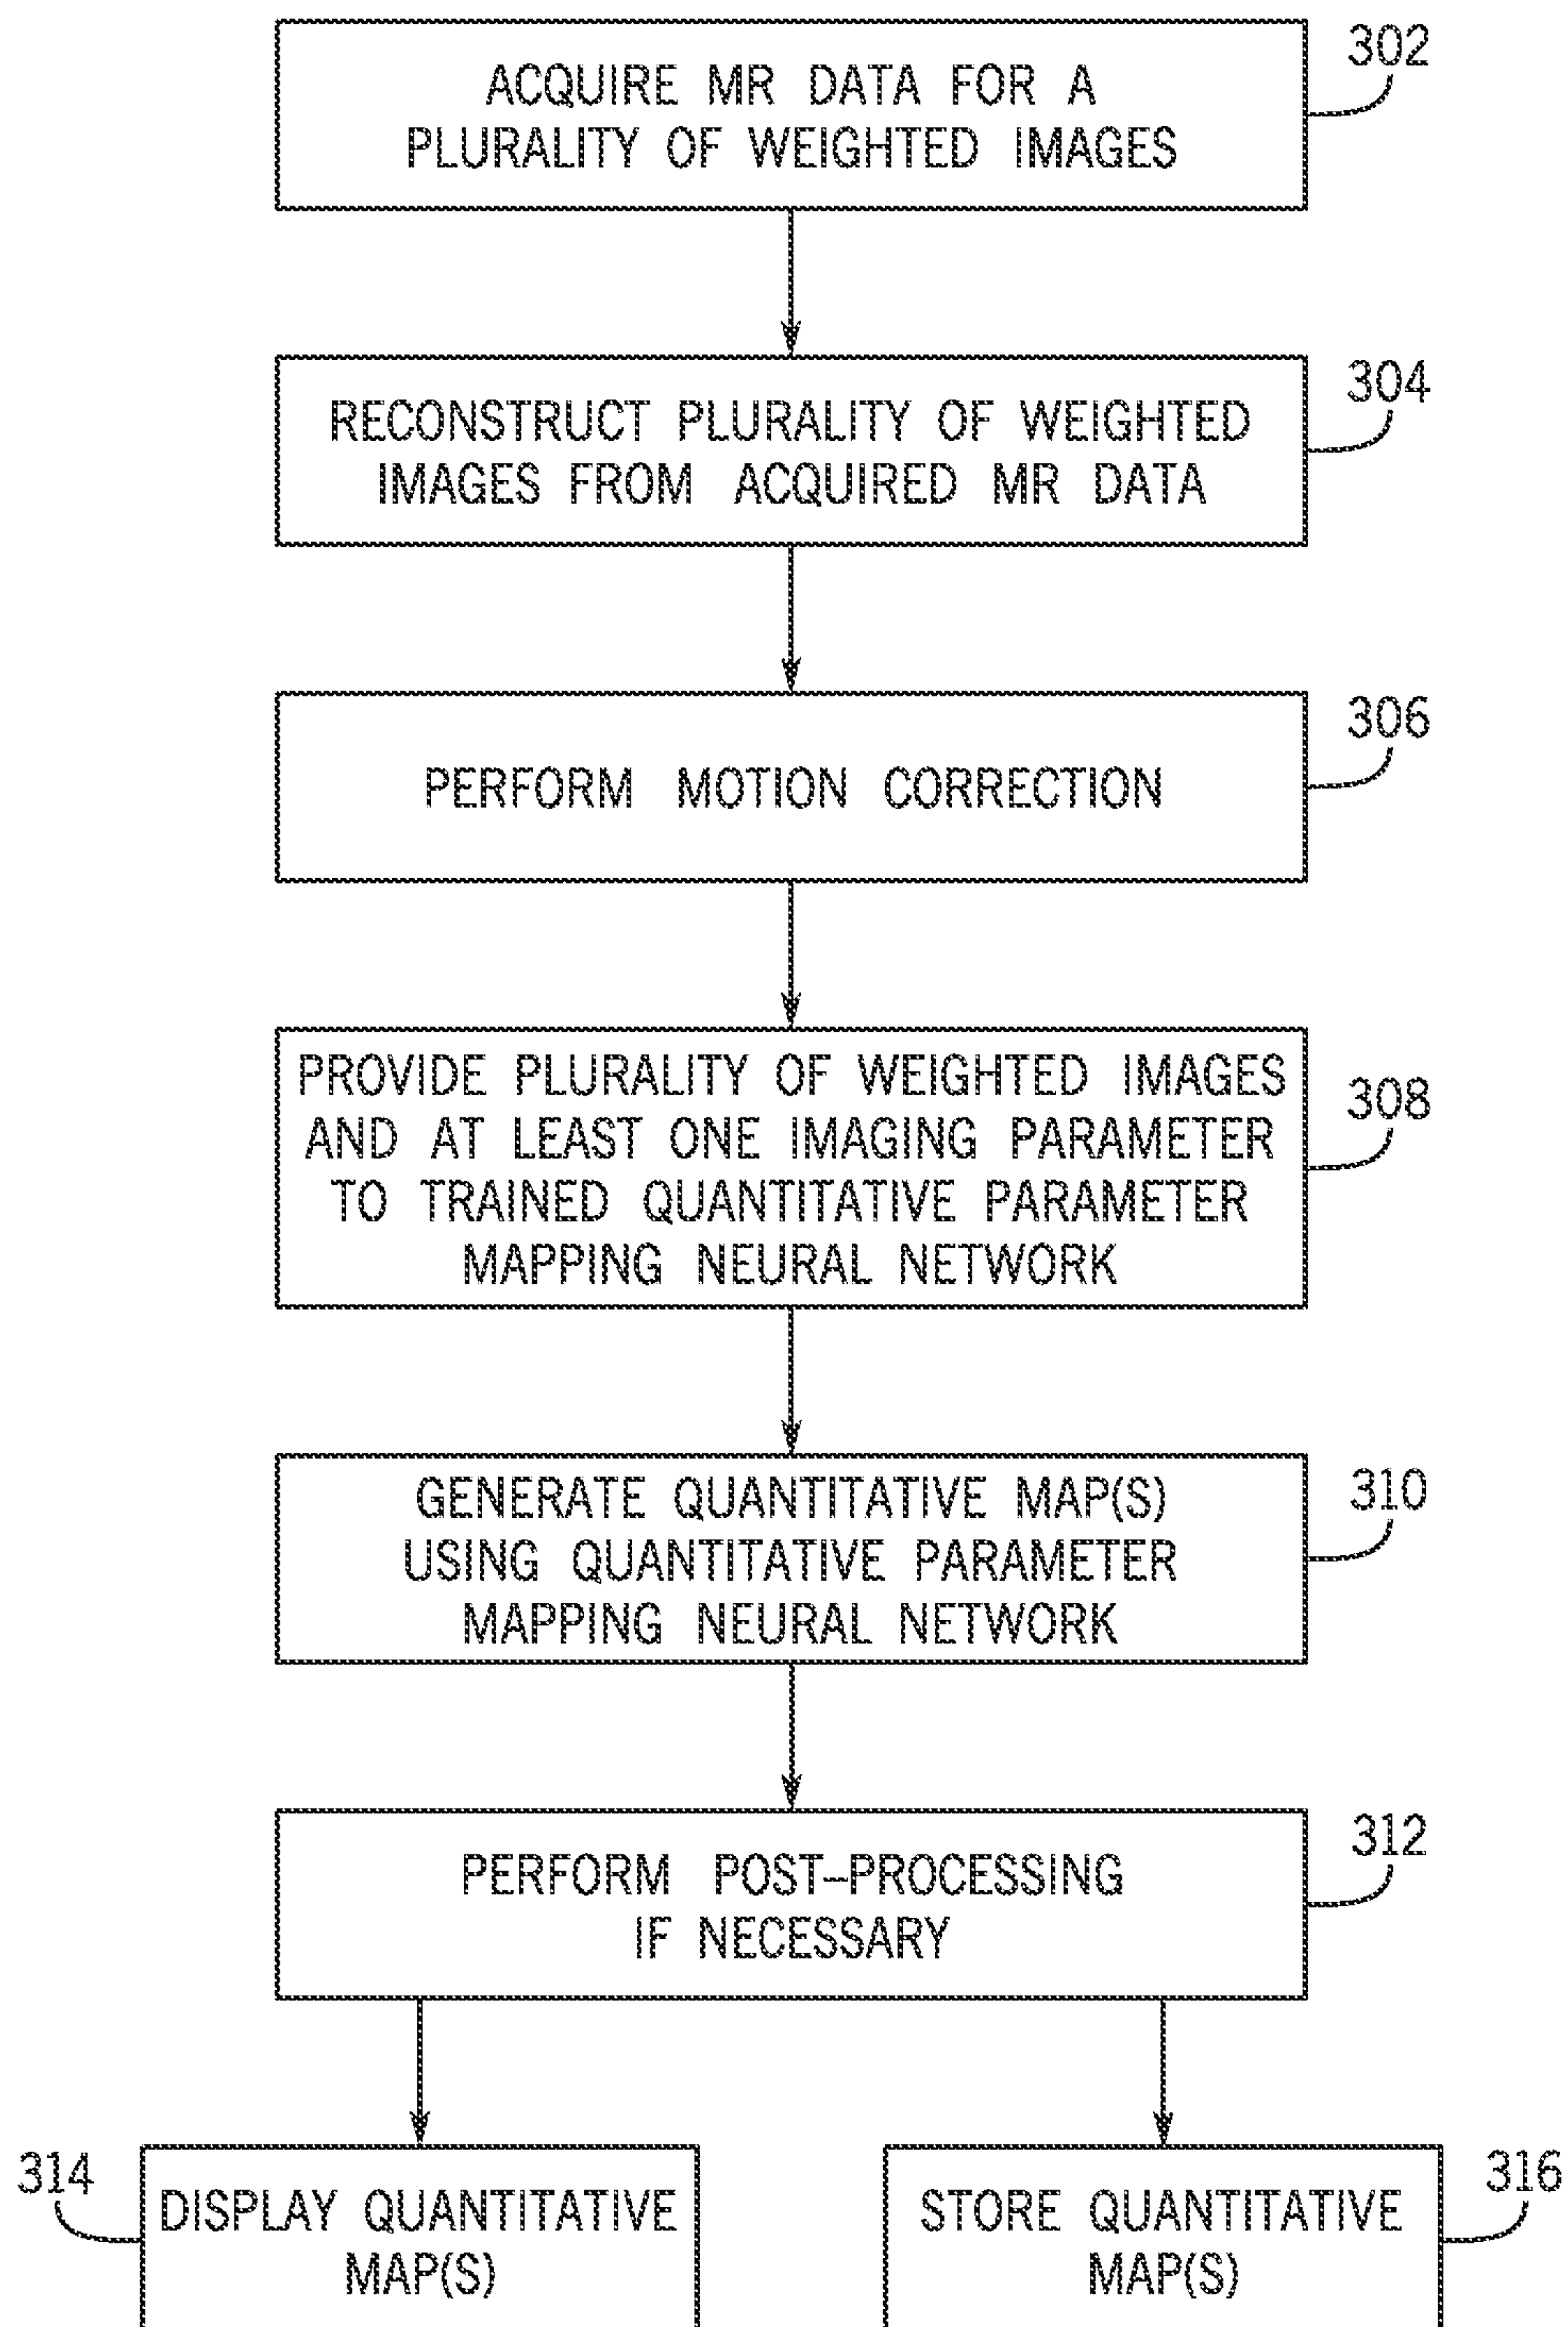 302
ACQUIRE MR DATA FOR A
PLURALITY OF WEIGHTED IMAGES
304
RECONSTRUCT PLURALITY OF WEIGHTED
IMAGES FROM ACQUIRED MR DATA
306
PERFORM MOTION CORRECTION
308
PROVIDE PLURALITY OF WEIGHTED IMAGES
AND AT LEAST ONE IMAGING PARAMETER
TO TRAINED QUANTITATIVE PARAMETER
MAPPING NEURAL NETWORK
310
GENERATE QUANTITATIVE MAP(S)
USING QUANTITATIVE PARAMETER
MAPPING NEURAL NETWORK
312
PERFORM POST–PROCESSING
IF NECESSARY
314
DISPLAY QUANTITATIVE
MAP(S)
316
STORE QUANTITATIVE
MAP(S)